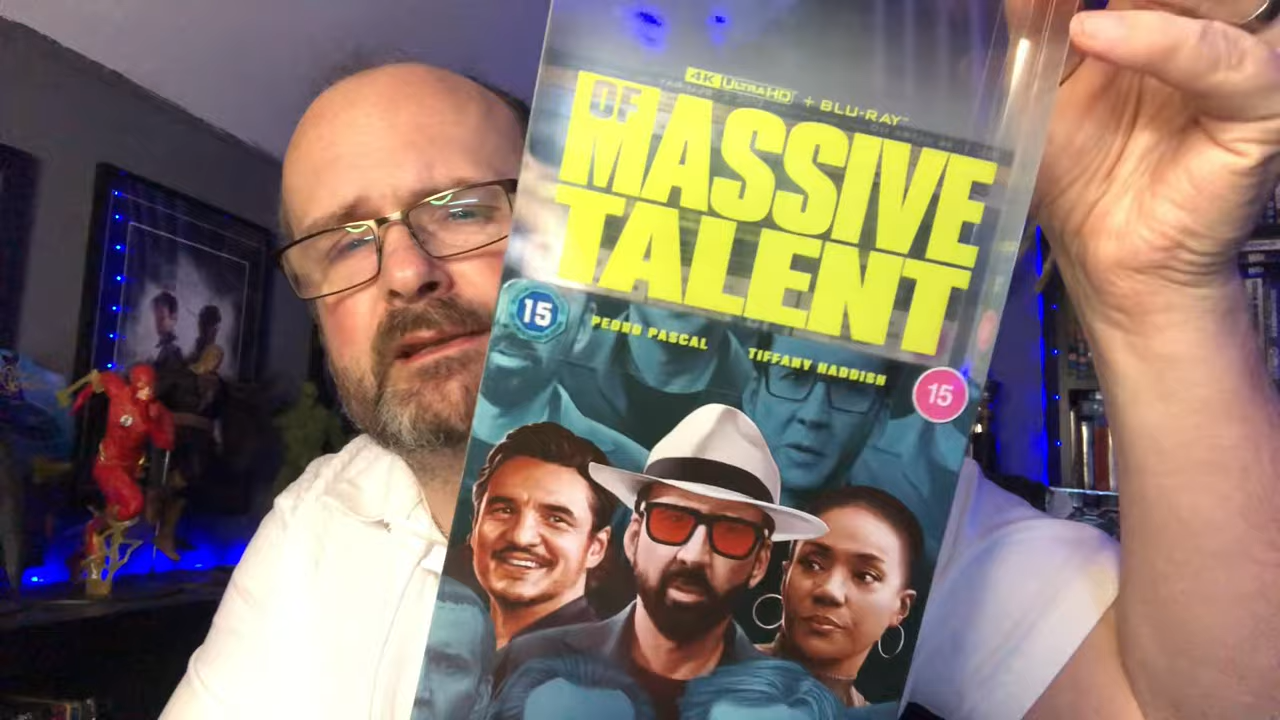 4K ULTRA HD + BLU-RAY
OF
MASSIVE
TALENT
15
PEDRO PASCAL
TIFFANY HADDISH
15